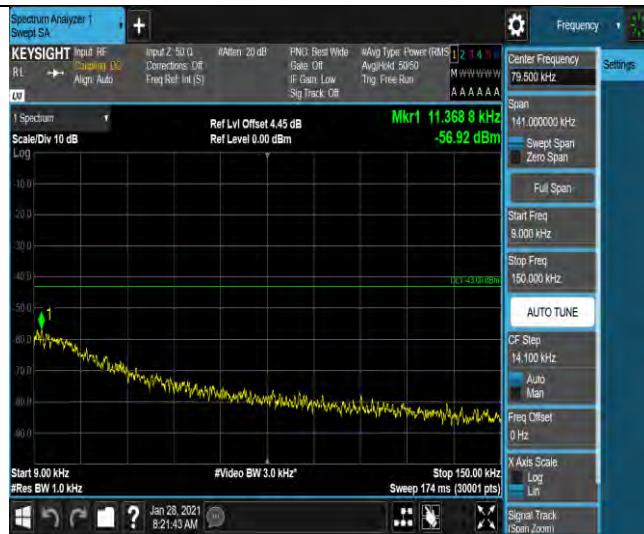 Spectrum Analyzer 1
Swept SA
+
Frequency
Settings
KEYSIGHT
RL
Input: RF
Coupling: DC
Align: Auto
Input Z: 50 Ω
Corrections: Off
Freq Ref: Int (S)
#Atten: 20 dB
PNO: Best Wide
Gate: Off
IF Gain: Low
Sig Track: Off
#Avg Type: Power (RMS
Avg|Hold: 50/50
Trig: Free Run
1 2 3 4 5 6
M W W W W W
A A A A A A
LXI
1 Spectrum
Scale/Div 10 dB
Log
Ref Lvl Offset 4.45 dB
Ref Level 0.00 dBm
Mkr1 11.368 8 kHz
-56.92 dBm
-10.0
-20.0
-30.0
-40.0
-50.0
-60.0
-70.0
-80.0
-90.0
DL1 -43.00 dBm
1
Start 9.00 kHz
#Res BW 1.0 kHz
#Video BW 3.0 kHz*
Stop 150.00 kHz
Sweep 174 ms (30001 pts)
Jan 28, 2021
8:21:43 AM
Center Frequency
79.500 kHz
Span
141.000000 kHz
Swept Span
Zero Span
Full Span
Start Freq
9.000 kHz
Stop Freq
150.000 kHz
AUTO TUNE
CF Step
14.100 kHz
Auto
Man
Freq Offset
0 Hz
X Axis Scale
Log
Lin
Signal Track
(Span Zoom)